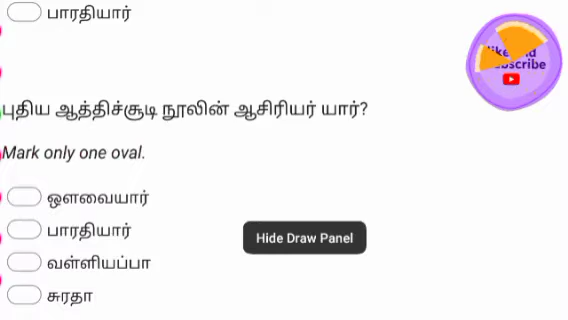 பாரதியார்
புதிய ஆத்திச்சூடி நூலின் ஆசிரியர் யார்?
Mark only one oval.
ஔவையார்
பாரதியார்
Hide Draw Panel
வள்ளியப்பா
சுரதா